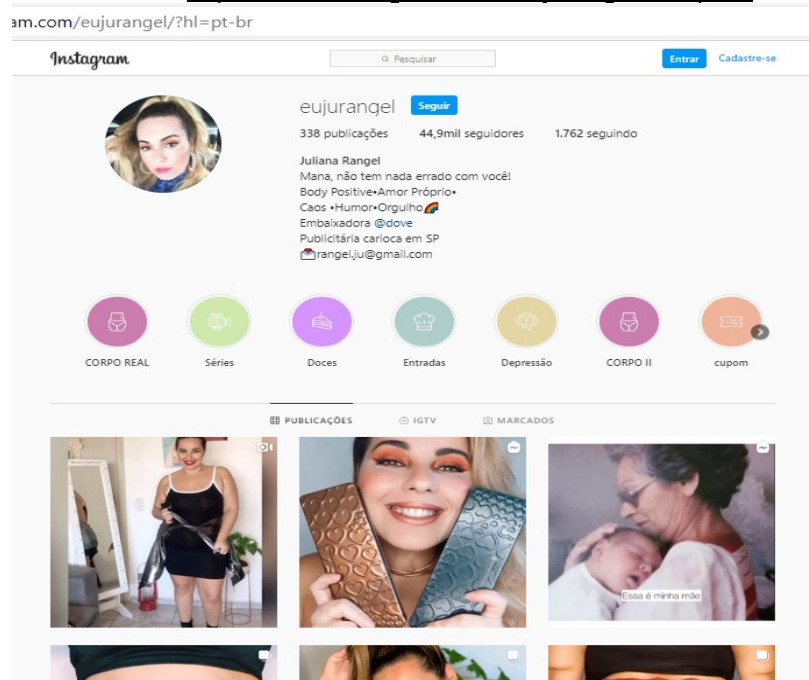 am.com/eujurangel/?hl=pt-br
Instagram
Pesquisar
Entrar
Cadastre-se
eujurangel Seguir
338 publicações 44,9mil seguidores 1.762 seguindo
Juliana Rangel
Mana, não tem nada errado com você!
Body Positive•Amor Próprio•
Caos •Humor•Orgulho🌈
Embaixadora @dove
Publicitária carioca em SP
💌rangel.ju@gmail.com
CORPO REAL Séries Doces Entradas Depressão CORPO II cupom
PUBLICAÇÕES IGTV MARCADOS
Essa é minha mão